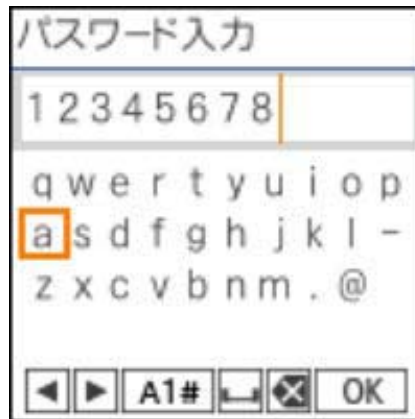 パスワード入力
12345678
q w e r t y u i o p
a s d f g h j k l -
z x c v b n m . @
A1# OK